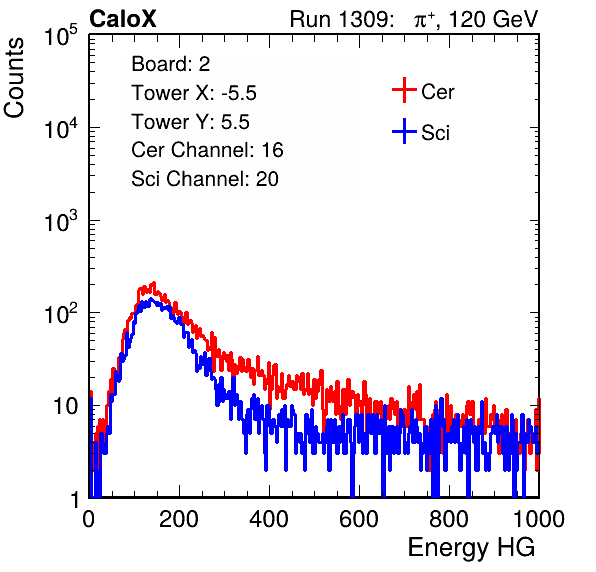 CaloX Run 1309: π⁺, 120 GeV
Counts
Board: 2
Tower X: -5.5
Tower Y: 5.5
Cer Channel: 16
Sci Channel: 20
Cer
Sci
10⁵
10⁴
10³
10²
10
1
0 200 400 600 800 1000
Energy HG